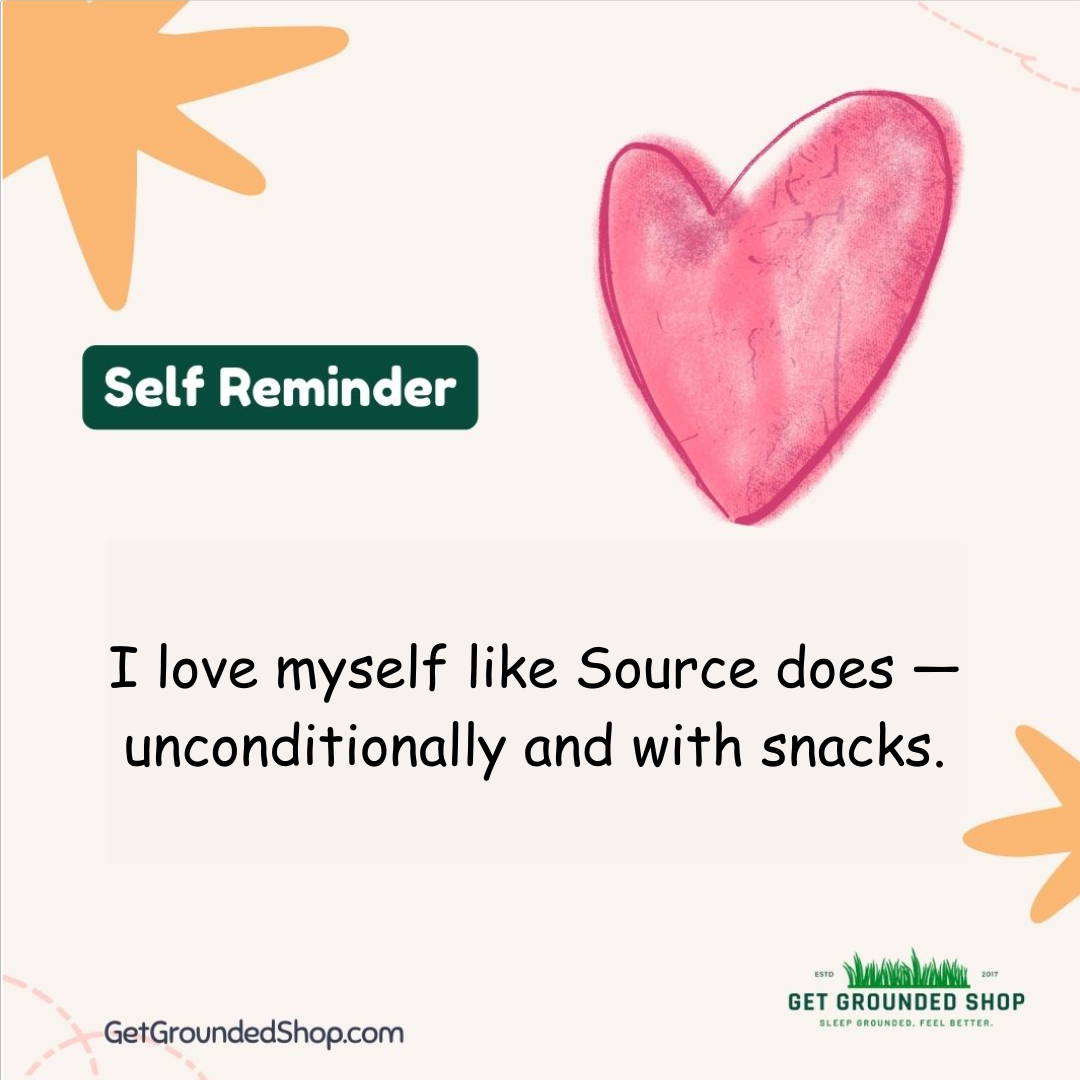 Self Reminder
I love myself like Source does —
unconditionally and with snacks.
ESTD 2017
GET GROUNDED SHOP
SLEEP GROUNDED, FEEL BETTER.
GetGroundedShop.com